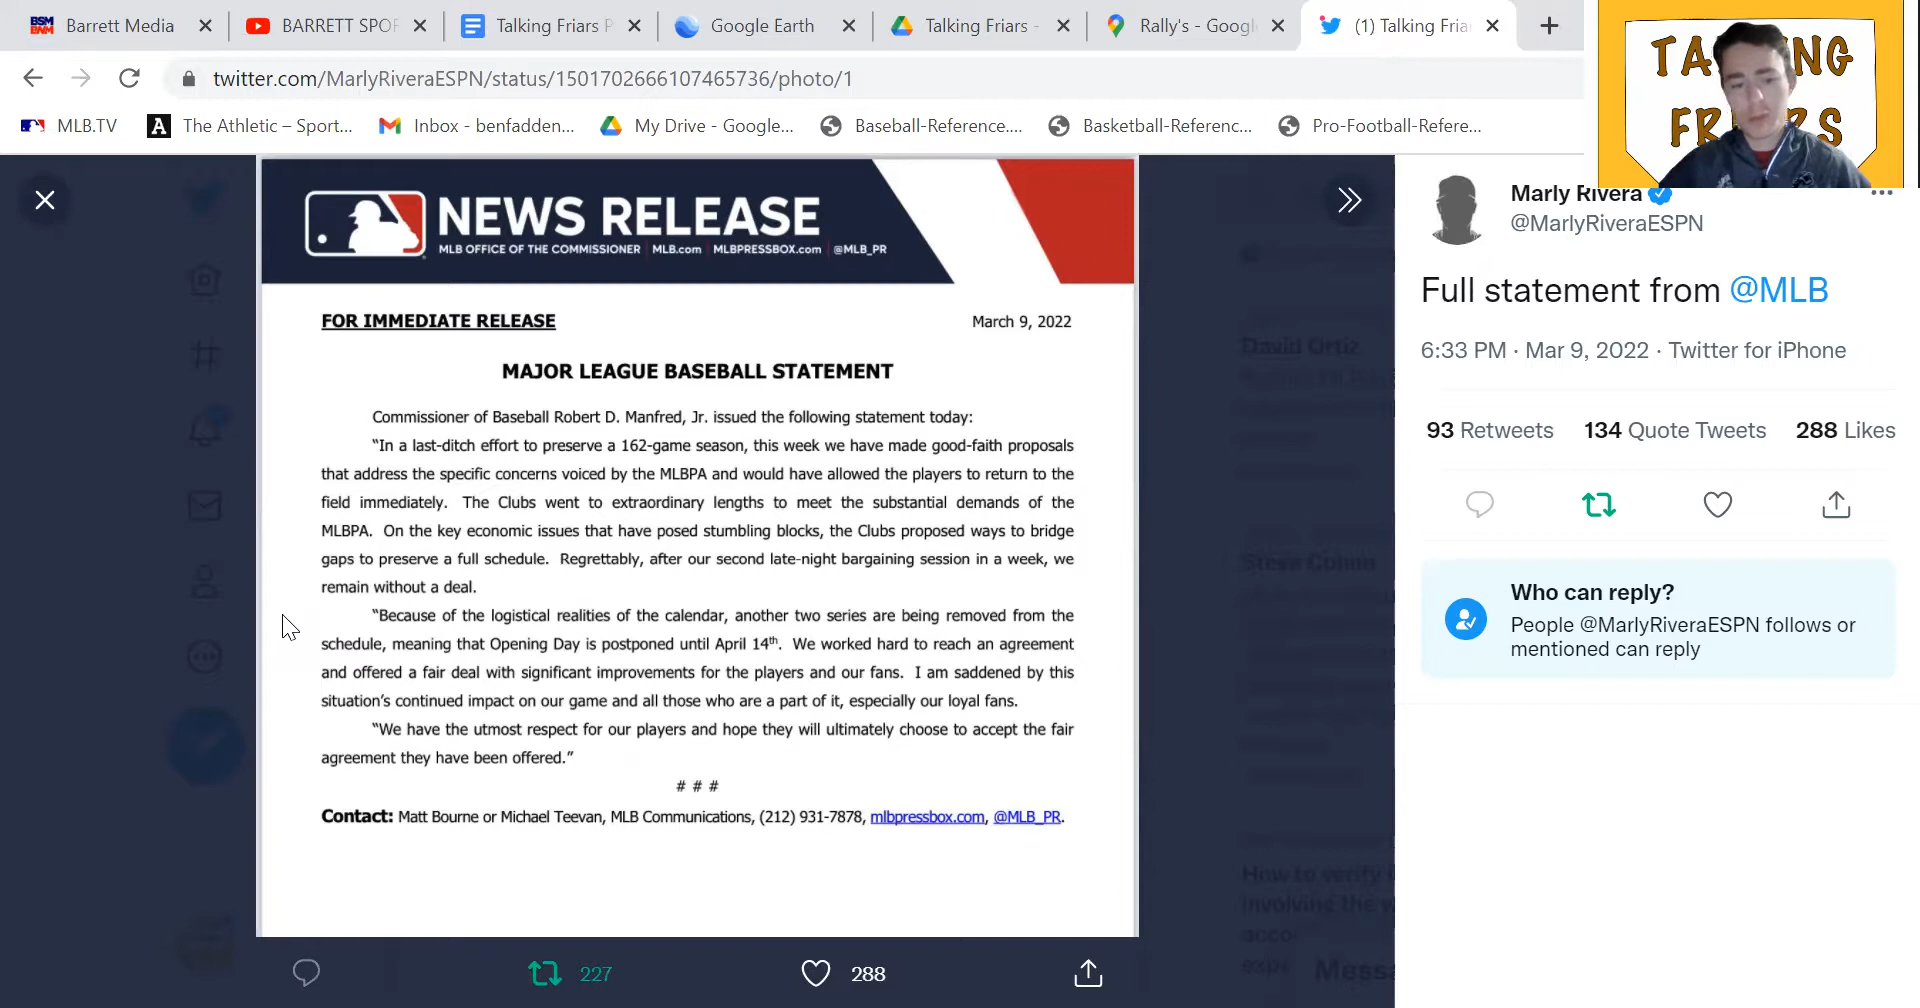 Barrett Media
BARRETT SPO
Talking Friars P
Google Earth
Talking Friars -
Rally's - Googl
(1) Talking Fria
twitter.com/MarlyRiveraESPN/status/1501702666107465736/photo/1
MLB.TV
The Athletic – Sport...
Inbox - benfadden...
My Drive - Google...
Baseball-Reference....
Basketball-Referenc...
Pro-Football-Refere...
NEWS RELEASE
MLB OFFICE OF THE COMMISSIONER | MLB.com | MLBPRESSBOX.com | @MLB_PR
FOR IMMEDIATE RELEASE
March 9, 2022
MAJOR LEAGUE BASEBALL STATEMENT
Commissioner of Baseball Robert D. Manfred, Jr. issued the following statement today:
“In a last-ditch effort to preserve a 162-game season, this week we have made good-faith proposals
that address the specific concerns voiced by the MLBPA and would have allowed the players to return to the
field immediately. The Clubs went to extraordinary lengths to meet the substantial demands of the
MLBPA. On the key economic issues that have posed stumbling blocks, the Clubs proposed ways to bridge
gaps to preserve a full schedule. Regrettably, after our second late-night bargaining session in a week, we
remain without a deal.
“Because of the logistical realities of the calendar, another two series are being removed from the
schedule, meaning that Opening Day is postponed until April 14th. We worked hard to reach an agreement
and offered a fair deal with significant improvements for the players and our fans. I am saddened by this
situation’s continued impact on our game and all those who are a part of it, especially our loyal fans.
“We have the utmost respect for our players and hope they will ultimately choose to accept the fair
agreement they have been offered.”
# # #
Contact: Matt Bourne or Michael Teevan, MLB Communications, (212) 931-7878, mlbpressbox.com, @MLB_PR.
227
288
David Ortiz
Steve Cohen
How to verify
involving the w
Messa
Marly Rivera
@MarlyRiveraESPN
Full statement from @MLB
6:33 PM · Mar 9, 2022 · Twitter for iPhone
93 Retweets 134 Quote Tweets 288 Likes
Who can reply?
People @MarlyRiveraESPN follows or
mentioned can reply